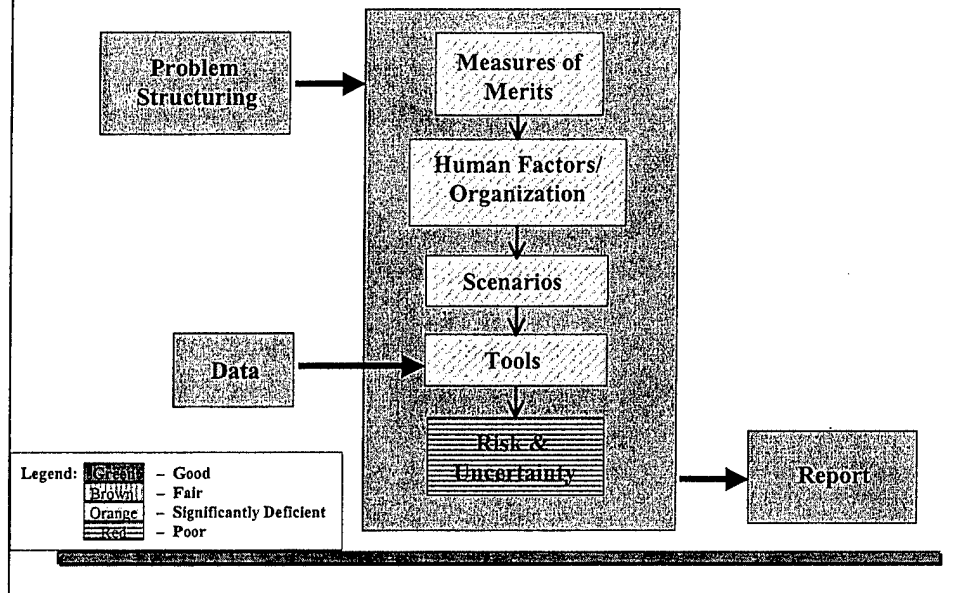 Problem
Structuring
Measures of
Merits
Human Factors/
Organization
Scenarios
Data
Tools
Risk &
Uncertainty
Report
Legend:
Green – Good
Brown – Fair
Orange – Significantly Deficient
Red – Poor